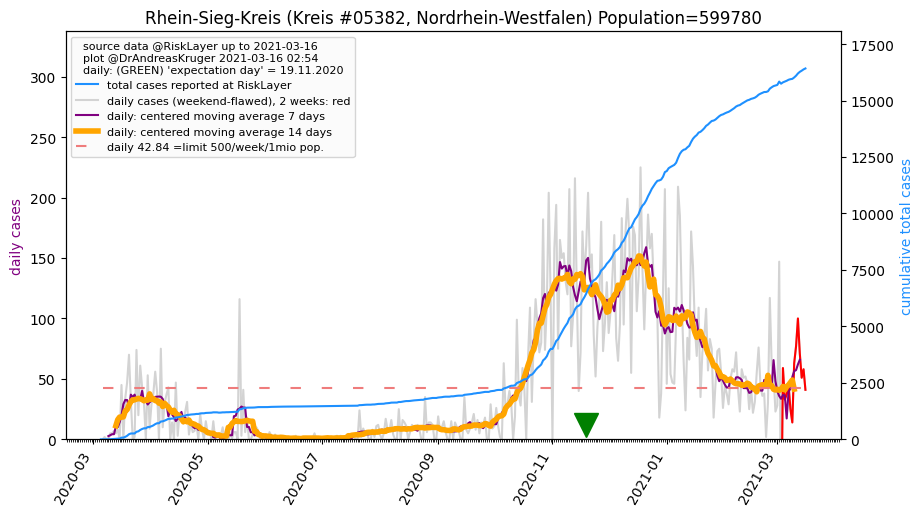 Rhein-Sieg-Kreis (Kreis #05382, Nordrhein-Westfalen) Population=599780
source data @RiskLayer up to 2021-03-16
plot @DrAndreasKruger 2021-03-16 02:54
daily: (GREEN) 'expectation day' = 19.11.2020
total cases reported at RiskLayer
daily cases (weekend-flawed), 2 weeks: red
daily: centered moving average 7 days
daily: centered moving average 14 days
daily 42.84 =limit 500/week/1mio pop.
daily cases
300
250
200
150
100
50
0
17500
15000
12500
10000
7500
5000
2500
0
cumulative total cases
2020-03
2020-05
2020-07
2020-09
2020-11
2021-01
2021-03